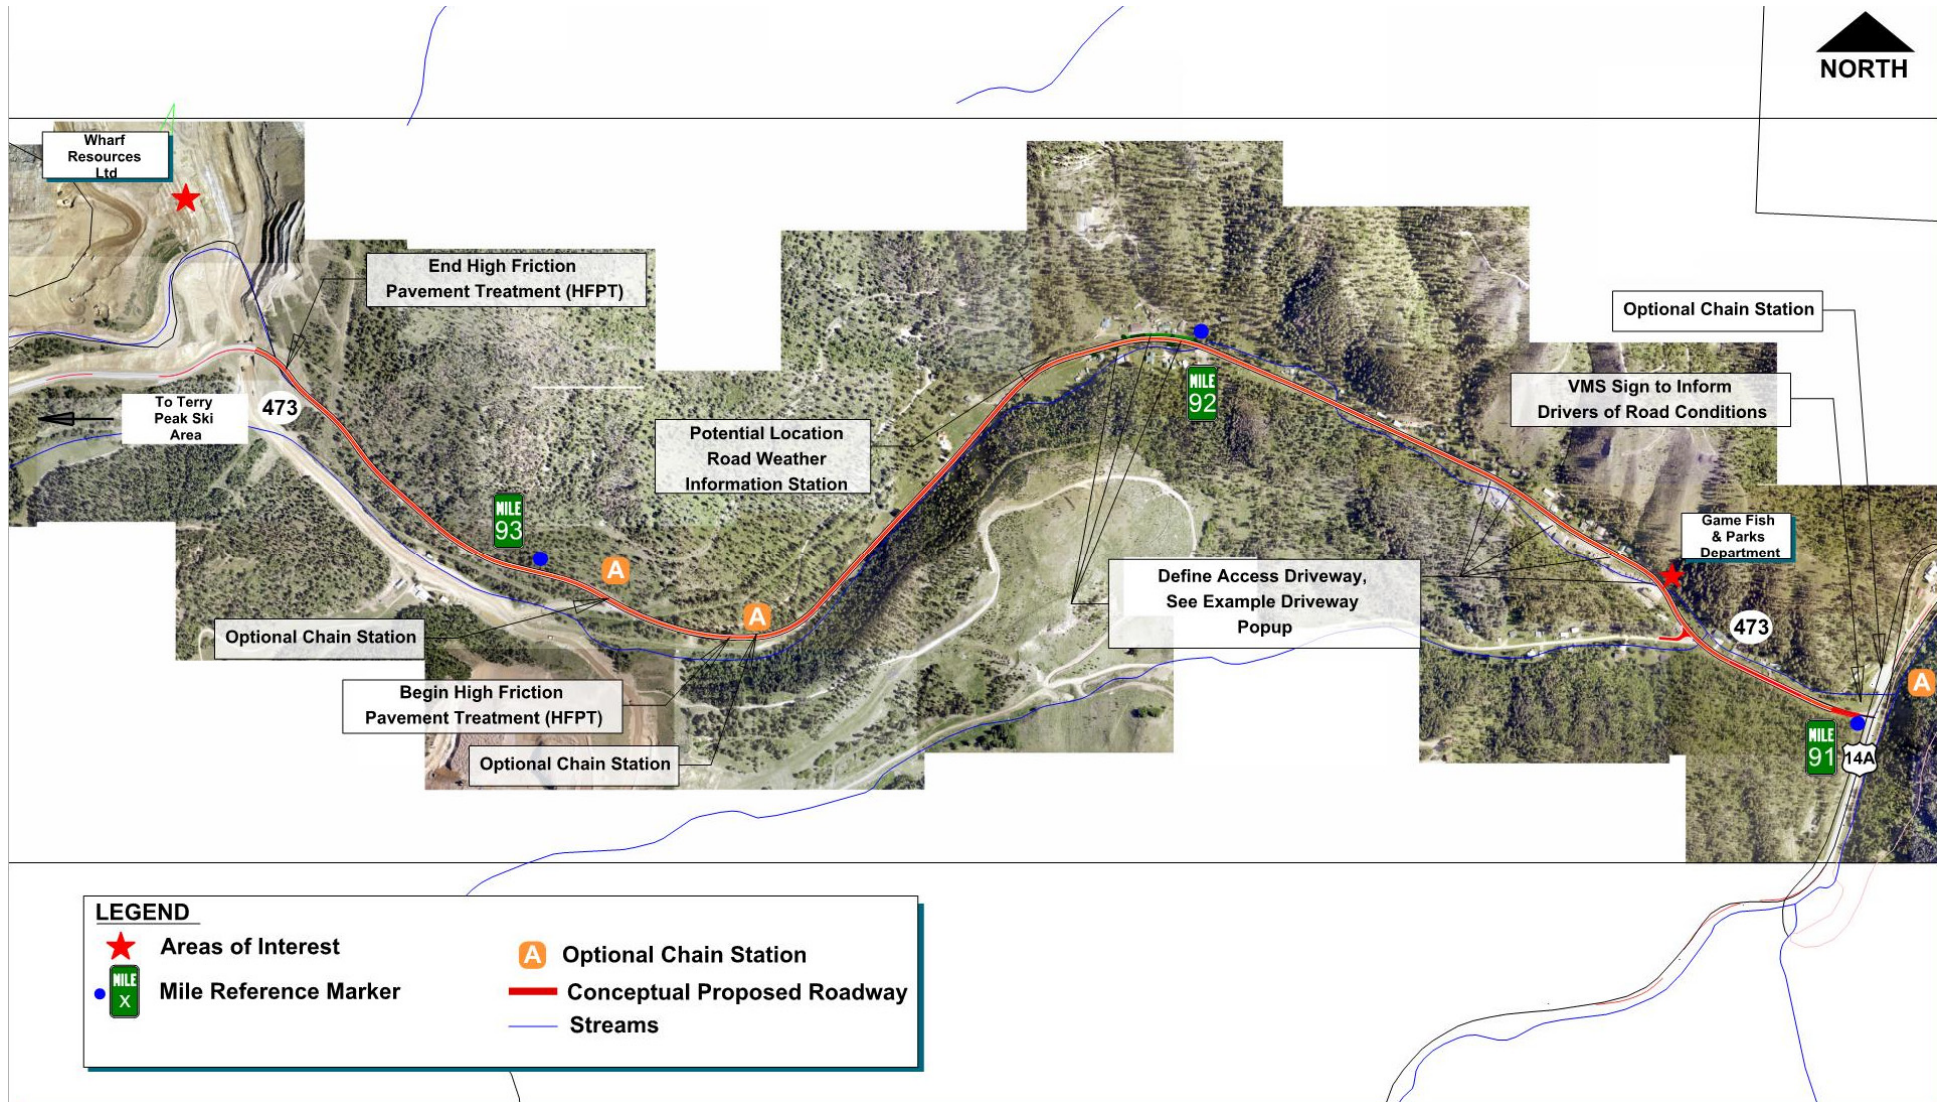 NORTH
Wharf
Resources
Ltd
End High Friction
Pavement Treatment (HFPT)
Optional Chain Station
VMS Sign to Inform
Drivers of Road Conditions
To Terry
Peak Ski
Area
473
MILE
92
Potential Location
Road Weather
Information Station
MILE
93
Game Fish
& Parks
Department
A
Define Access Driveway,
See Example Driveway
Popup
A
Optional Chain Station
473
Begin High Friction
Pavement Treatment (HFPT)
A
Optional Chain Station
MILE
91
14A
LEGEND
Areas of Interest
MILE
X
Mile Reference Marker
A
Optional Chain Station
Conceptual Proposed Roadway
Streams